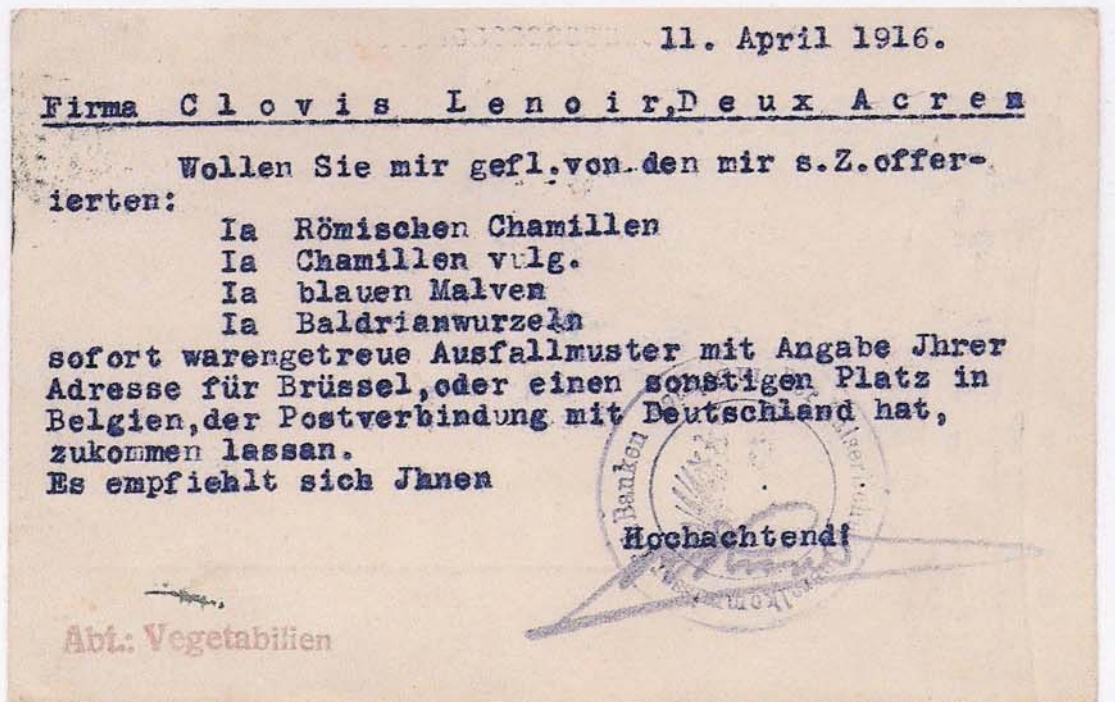 11. April 1916.
Firma Clovis Lenoir,Deux Acren
Wollen Sie mir gefl.von den mir s.Z.offer-
ierten:
Ia Römischen Chamillen
Ia Chamillen vulg.
Ia blauen Malven
Ia Baldrianwurzeln
sofort warengetreue Ausfallmuster mit Angabe Jhrer
Adresse für Brüssel,oder einen sonstigen Platz in
Belgien,der Postverbindung mit Deutschland hat,
zukommen lassan.
Es empfiehlt sich Jhnen
Hochachtend!
Banken
Abt.: Vegetabilien